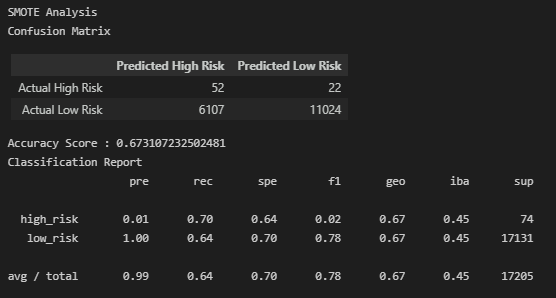 SMOTE Analysis
Confusion Matrix
Predicted High Risk Predicted Low Risk
Actual High Risk 52 22
Actual Low Risk 6107 11024
Accuracy Score : 0.673107232502481
Classification Report
pre rec spe f1 geo iba sup
high_risk 0.01 0.70 0.64 0.02 0.67 0.45 74
low_risk 1.00 0.64 0.70 0.78 0.67 0.45 17131
avg / total 0.99 0.64 0.70 0.78 0.67 0.45 17205